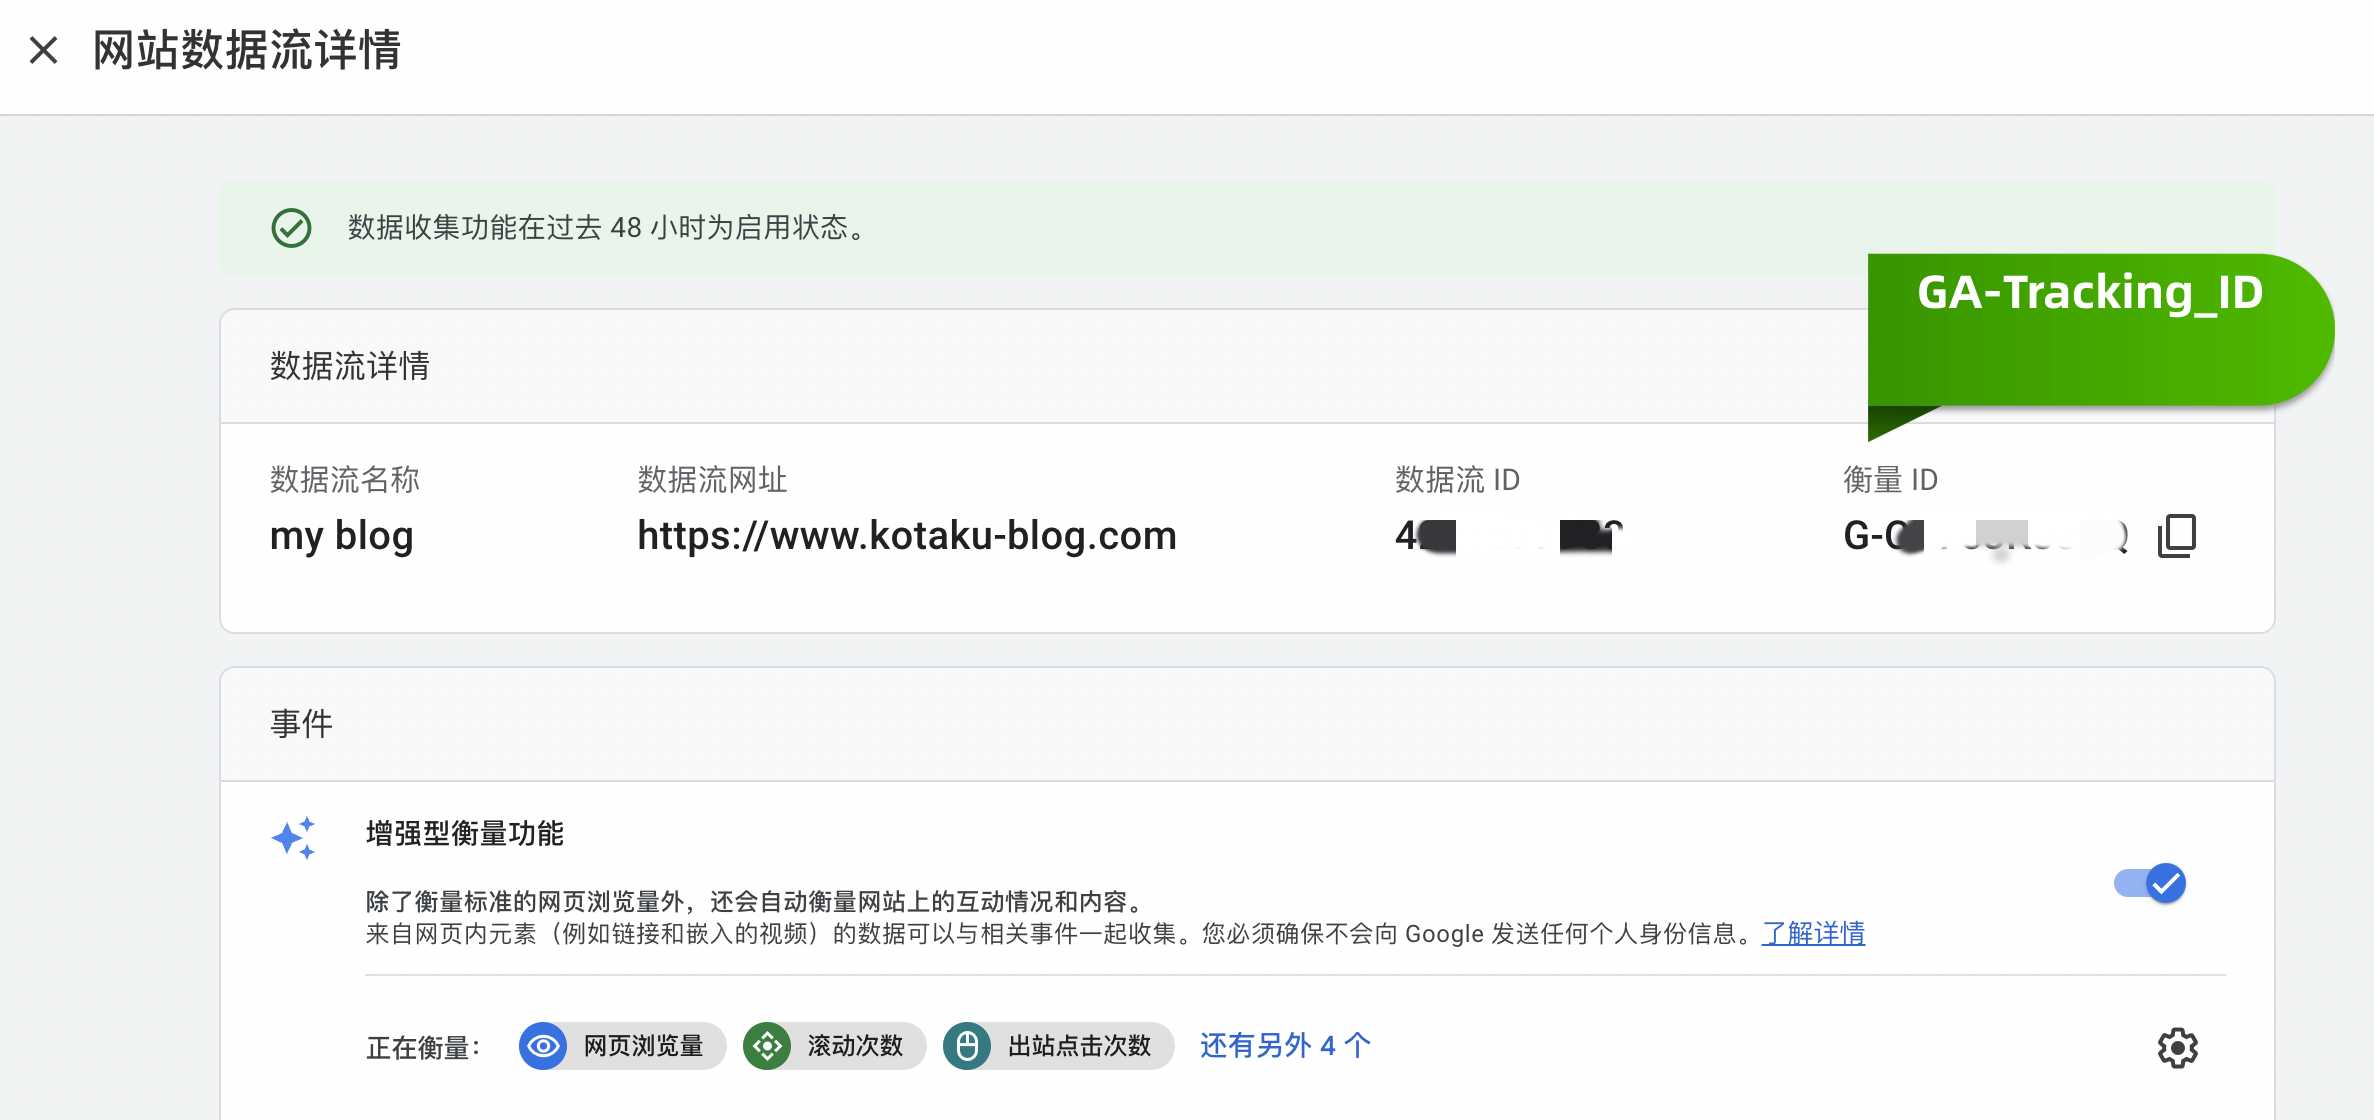 网站数据流详情
数据收集功能在过去 48 小时为启用状态。
GA-Tracking_ID
数据流详情
数据流名称
my blog
数据流网址
https://www.kotaku-blog.com
数据流 ID
衡量 ID
事件
增强型衡量功能
除了衡量标准的网页浏览量外，还会自动衡量网站上的互动情况和内容。
来自网页内元素（例如链接和嵌入的视频）的数据可以与相关事件一起收集。您必须确保不会向 Google 发送任何个人身份信息。了解详情
正在衡量： 网页浏览量 滚动次数 出站点击次数 还有另外 4 个